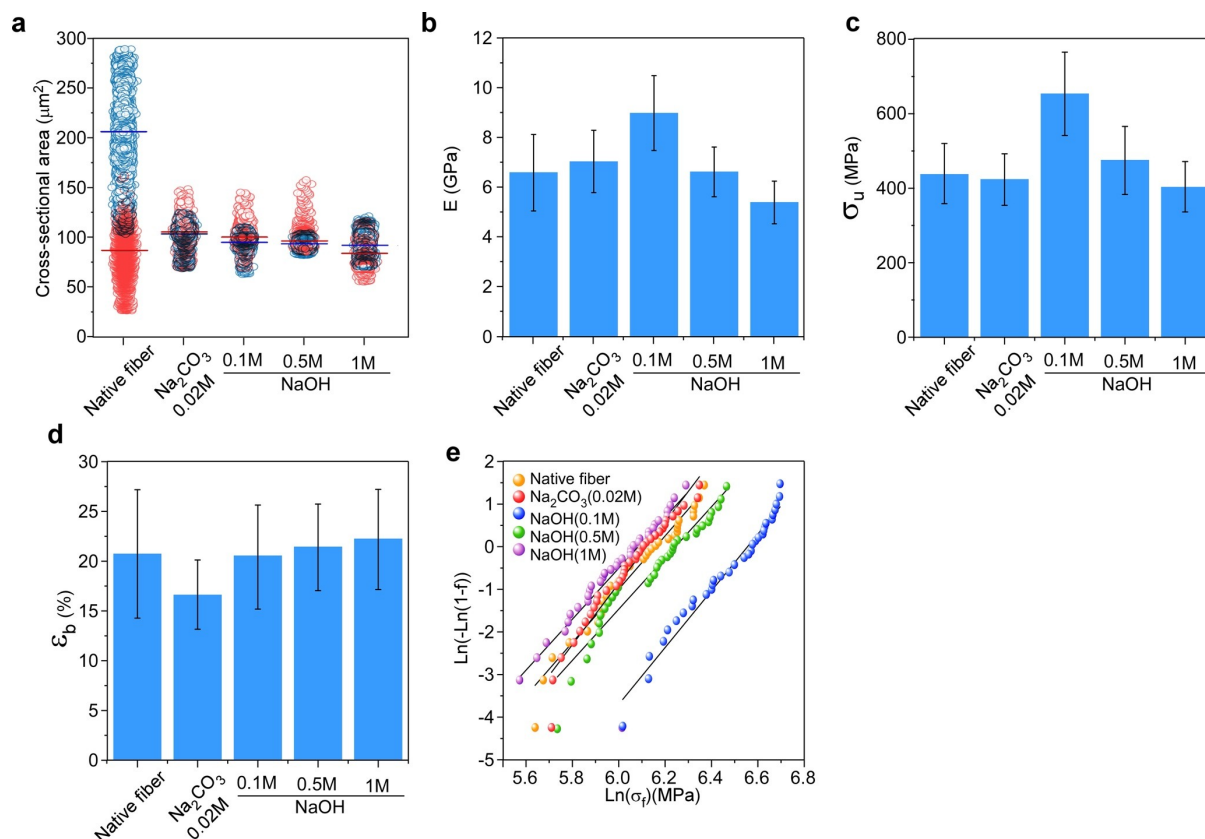 a
Cross-sectional area (μm²)
300
250
200
150
100
50
0
Native fiber
Na₂CO₃
0.02M
0.1M
0.5M
1M
NaOH
b
E (GPa)
12
10
8
6
4
2
0
Native fiber
Na₂CO₃
0.02M
0.1M
0.5M
1M
NaOH
c
σᵤ (MPa)
800
600
400
200
0
Native fiber
Na₂CO₃
0.02M
0.1M
0.5M
1M
NaOH
d
εb (%)
30
25
20
15
10
5
0
Native fiber
Na₂CO₃
0.02M
0.1M
0.5M
1M
NaOH
e
Ln(-Ln(1-f))
2
1
0
-1
-2
-3
-4
-5
Native fiber
Na₂CO₃(0.02M)
NaOH(0.1M)
NaOH(0.5M)
NaOH(1M)
5.6 5.8 6.0 6.2 6.4 6.6 6.8
Ln(σf)(MPa)